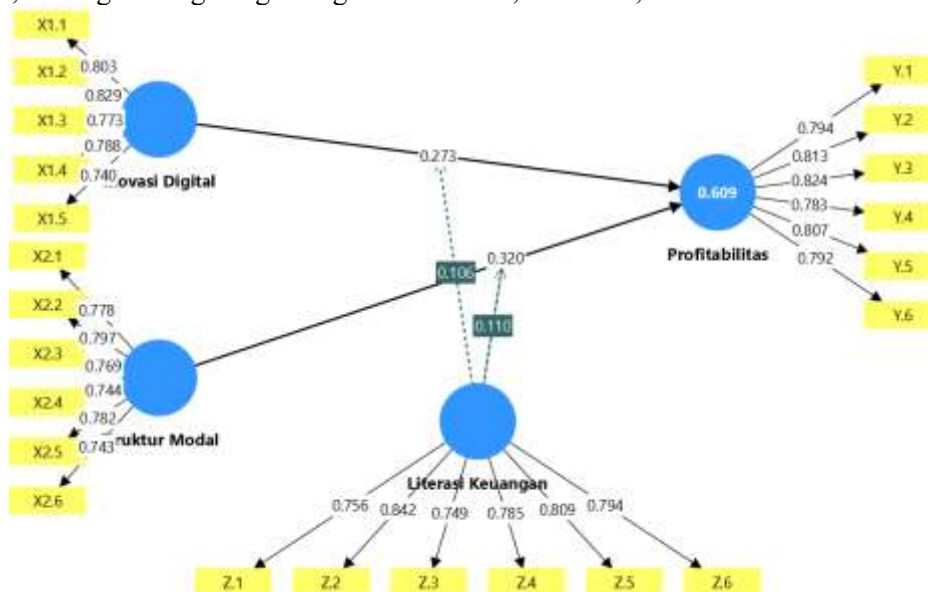 X1.1
X1.2
X1.3
X1.4
X1.5
0.803
0.829
0.773
0.788
0.740
ovasi Digital
X2.1
X2.2
X2.3
X2.4
X2.5
X2.6
0.778
0.797
0.769
0.744
0.782
0.743
ruktur Modal
0.273
0.320
0.106
0.110
0.609
Profitabilitas
0.794
0.813
0.824
0.783
0.807
0.792
Y.1
Y.2
Y.3
Y.4
Y.5
Y.6
Literasi Keuangan
0.756
0.842
0.749
0.785
0.809
0.794
Z.1
Z.2
Z.3
Z.4
Z.5
Z.6